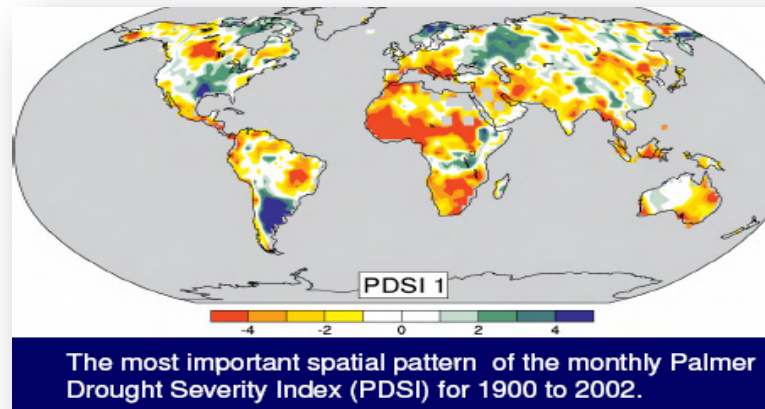 PDSI 1
-4 -2 0 2 4
The most important spatial pattern of the monthly Palmer
Drought Severity Index (PDSI) for 1900 to 2002.